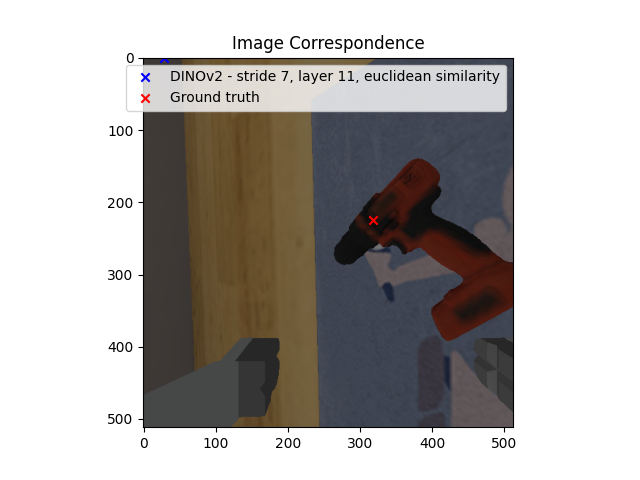 Image Correspondence
DINOv2 - stride 7, layer 11, euclidean similarity
Ground truth
0
100
200
300
400
500
0 100 200 300 400 500